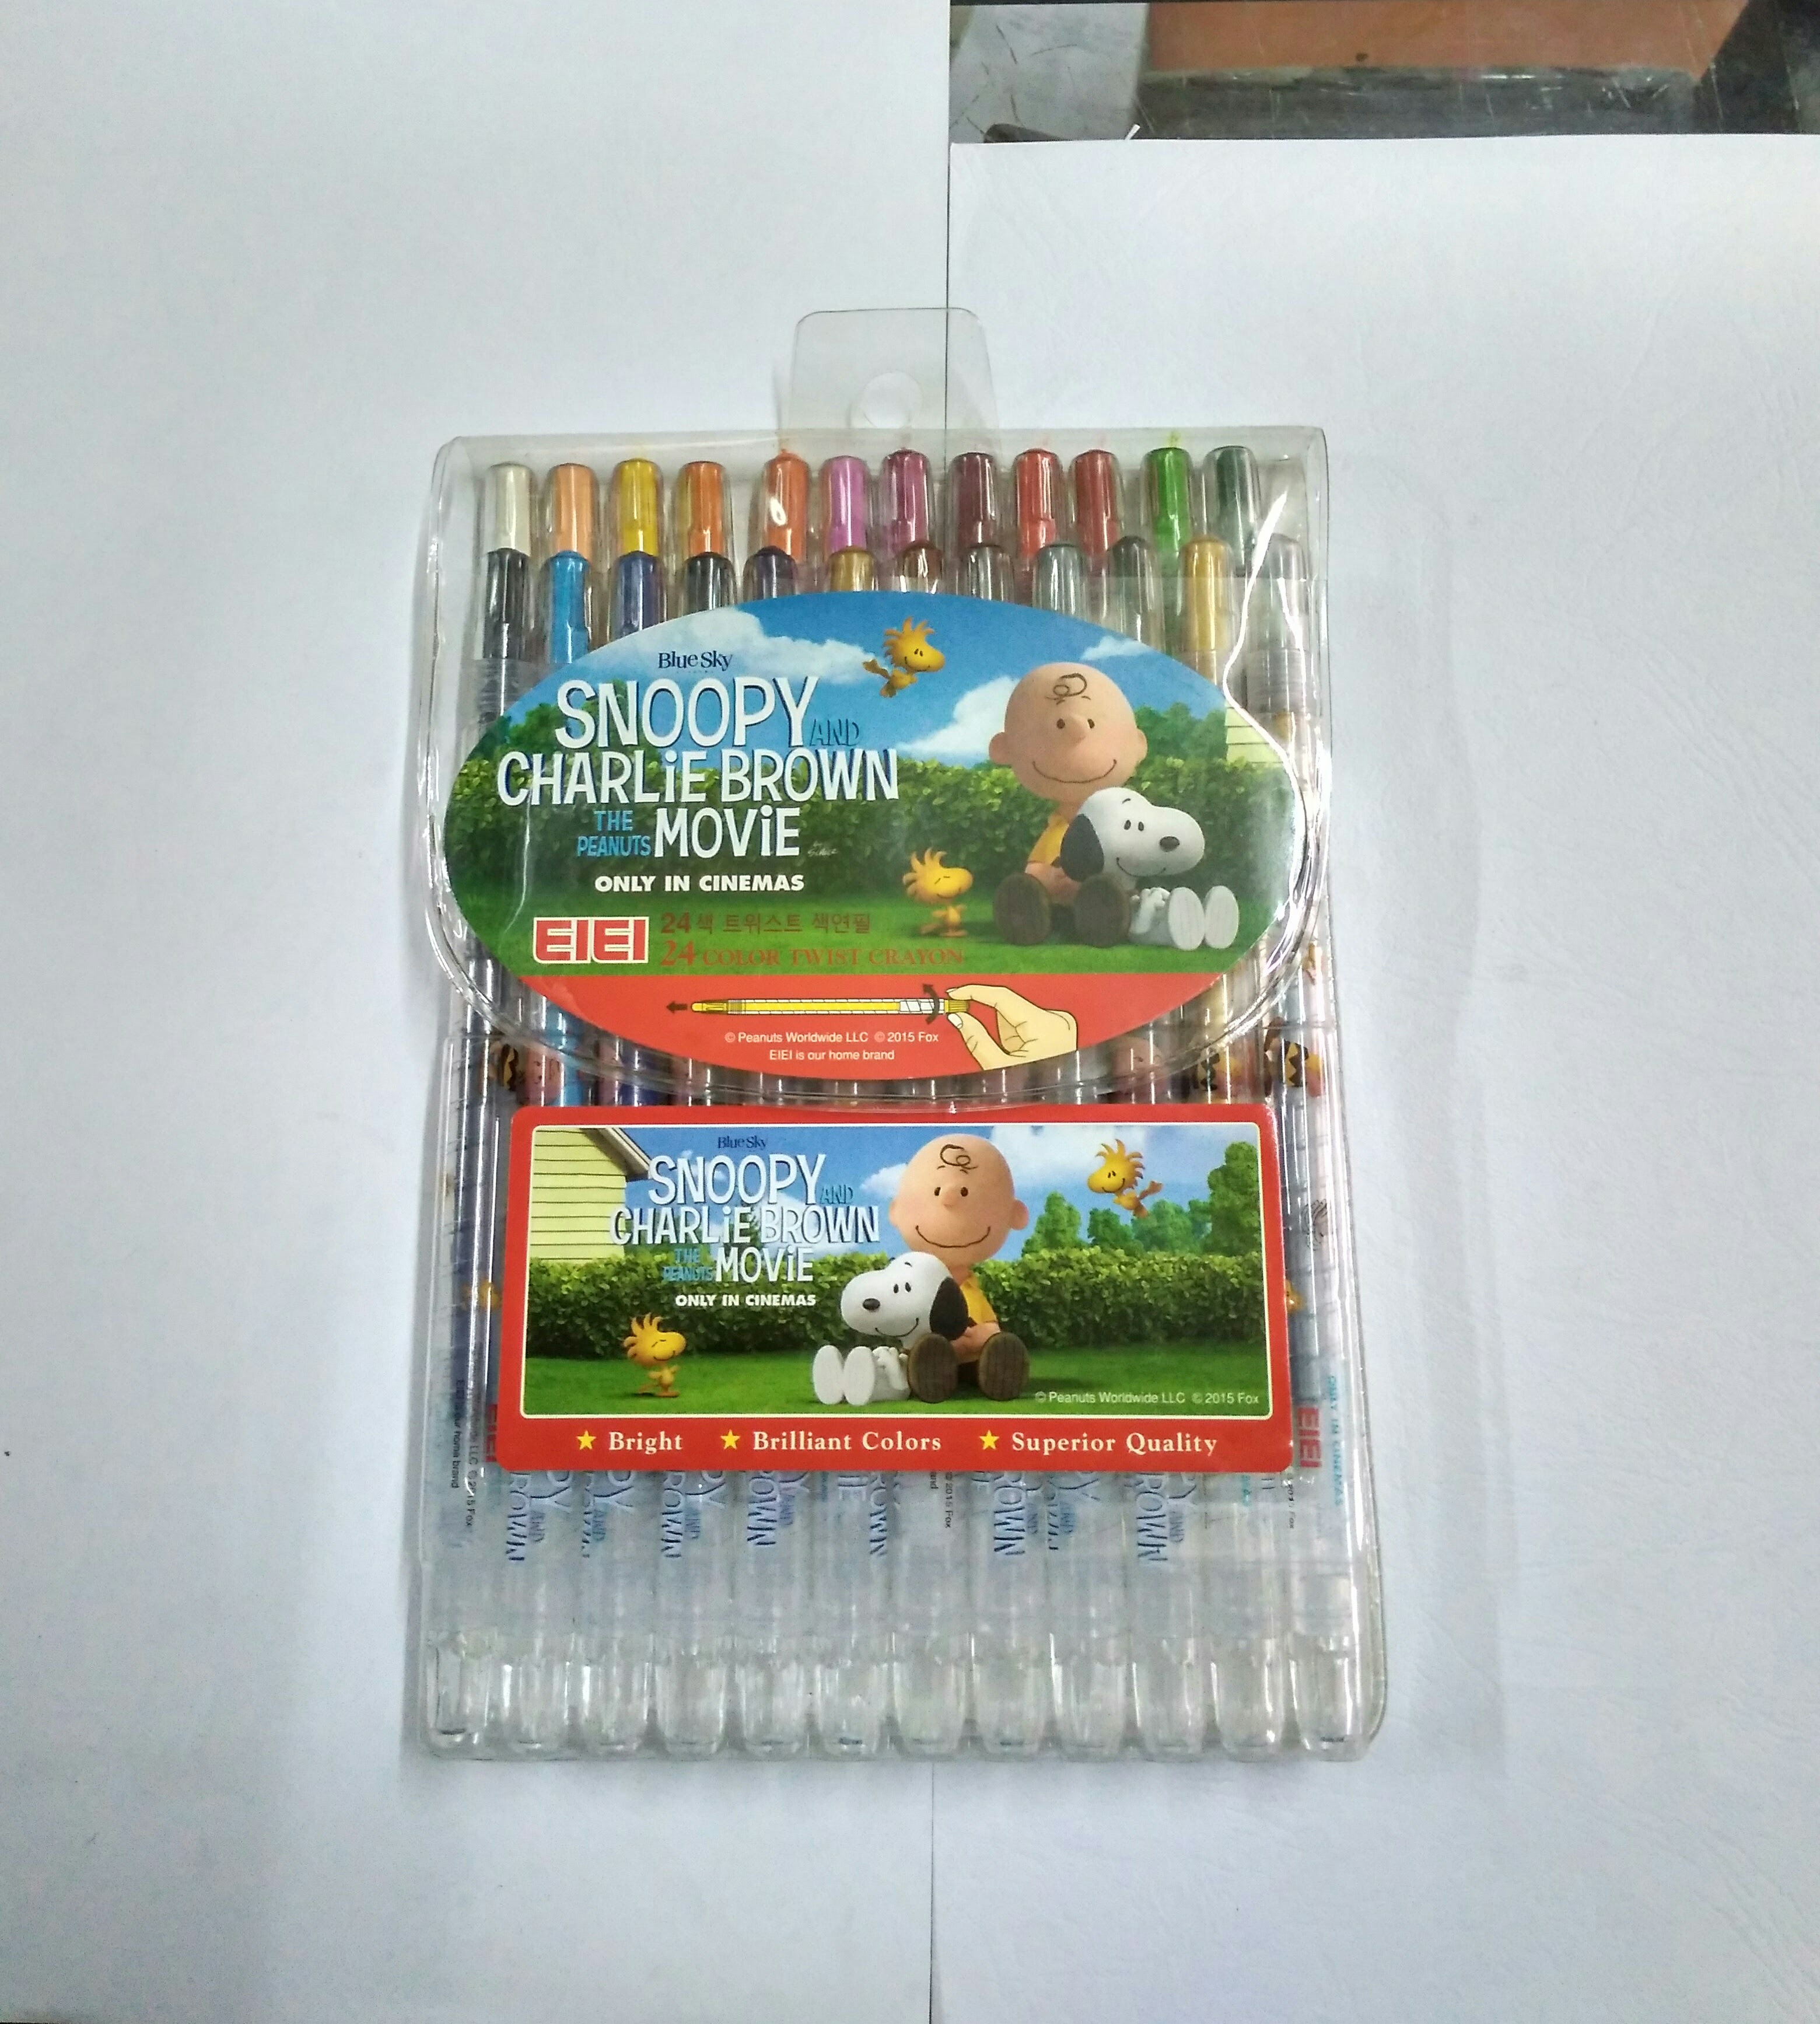 Blue Sky
SNOOPY AND
CHARLiE BROWN
THE PEANUTS MOViE
ONLY IN CINEMAS
EIEI
24색 트위스트 색연필
24 COLOR TWIST CRAYON
© Peanuts Worldwide LLC © 2015 Fox
EIEI is our home brand
Blue Sky
SNOOPY AND
CHARLiE BROWN
THE PEANUTS MOViE
ONLY IN CINEMAS
© Peanuts Worldwide LLC © 2015 Fox
★ Bright ★ Brilliant Colors ★ Superior Quality
EIEI
EIEI